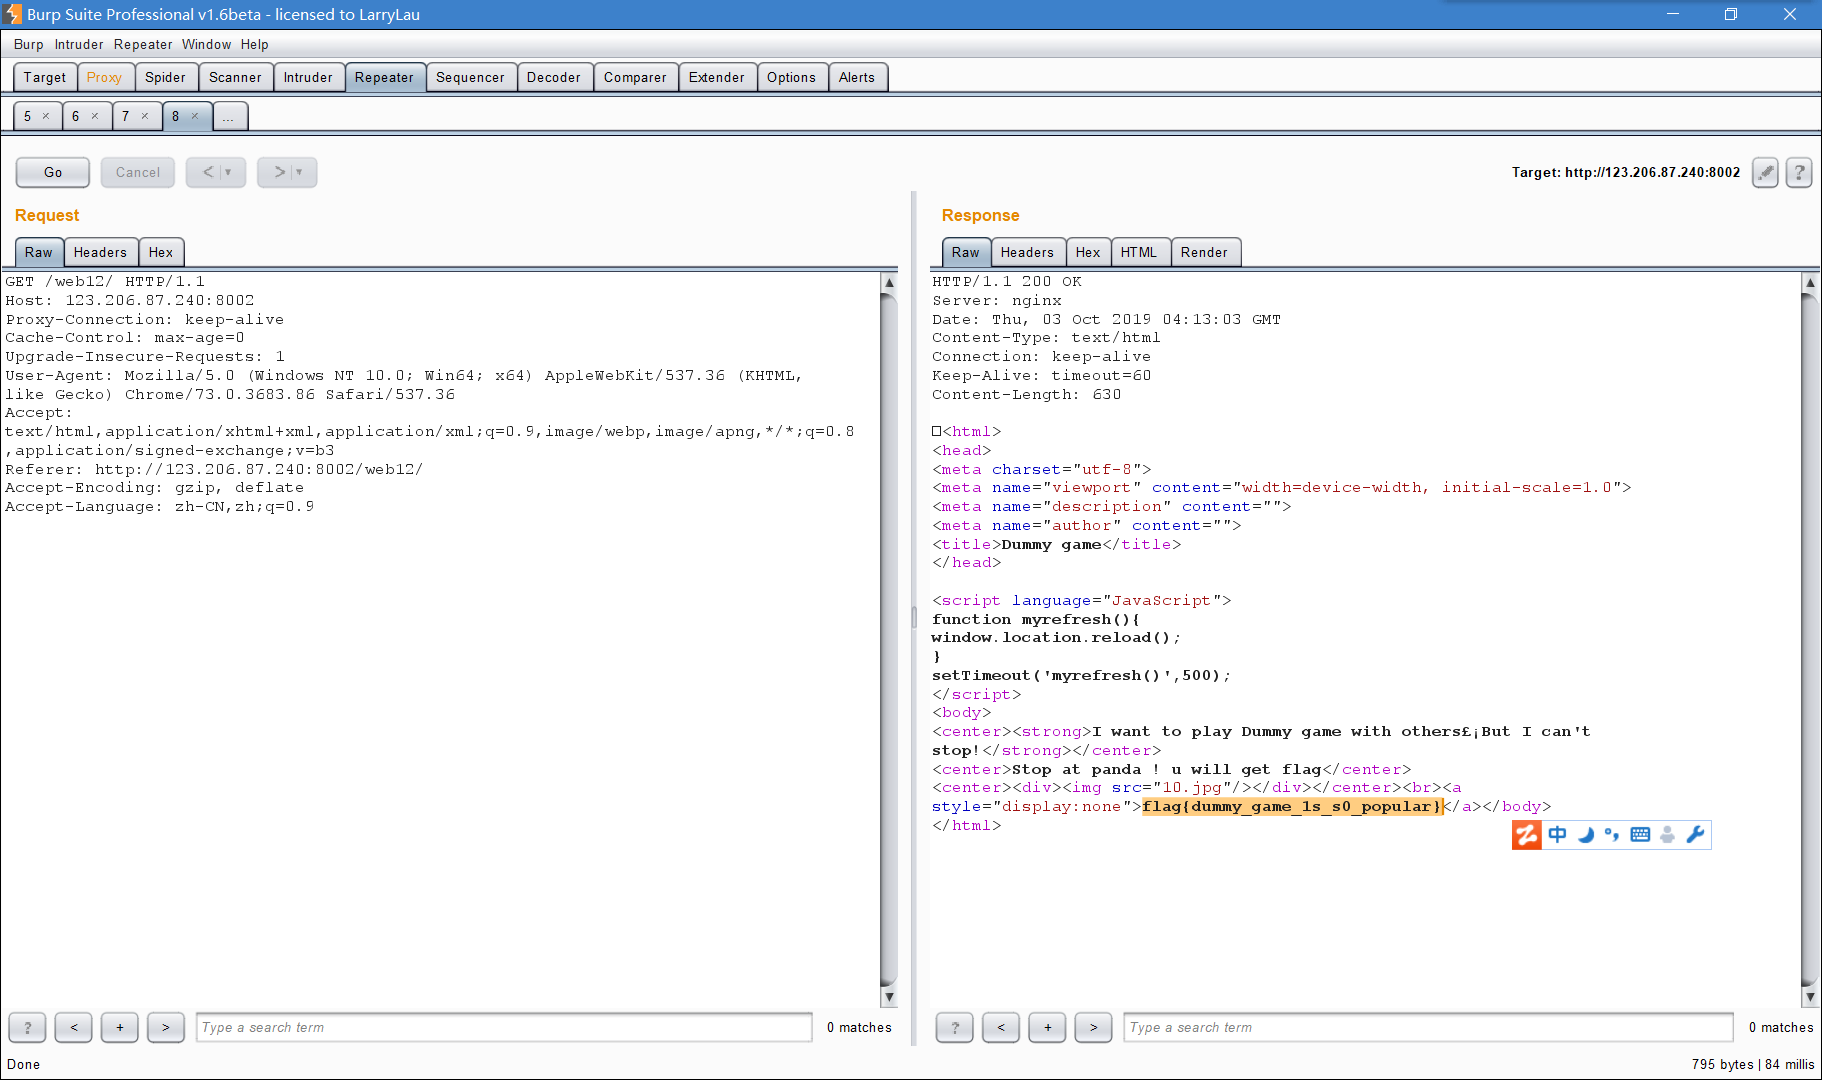 Burp Suite Professional v1.6beta - licensed to LarryLau
Burp Intruder Repeater Window Help
Target Proxy Spider Scanner Intruder Repeater Sequencer Decoder Comparer Extender Options Alerts
5 × 6 × 7 × 8 × ...
Go Cancel < > Target: http://123.206.87.240:8002 ?
Request
Raw Headers Hex
GET /web12/ HTTP/1.1
Host: 123.206.87.240:8002
Proxy-Connection: keep-alive
Cache-Control: max-age=0
Upgrade-Insecure-Requests: 1
User-Agent: Mozilla/5.0 (Windows NT 10.0; Win64; x64) AppleWebKit/537.36 (KHTML,
like Gecko) Chrome/73.0.3683.86 Safari/537.36
Accept:
text/html,application/xhtml+xml,application/xml;q=0.9,image/webp,image/apng,*/*;q=0.8
,application/signed-exchange;v=b3
Referer: http://123.206.87.240:8002/web12/
Accept-Encoding: gzip, deflate
Accept-Language: zh-CN,zh;q=0.9
? < + > Type a search term 0 matches
Response
Raw Headers Hex HTML Render
HTTP/1.1 200 OK
Server: nginx
Date: Thu, 03 Oct 2019 04:13:03 GMT
Content-Type: text/html
Connection: keep-alive
Keep-Alive: timeout=60
Content-Length: 630
□<html>
<head>
<meta charset="utf-8">
<meta name="viewport" content="width=device-width, initial-scale=1.0">
<meta name="description" content="">
<meta name="author" content="">
<title>Dummy game</title>
</head>
<script language="JavaScript">
function myrefresh(){
window.location.reload();
}
setTimeout('myrefresh()',500);
</script>
<body>
<center><strong>I want to play Dummy game with others£¡But I can't
stop!</strong></center>
<center>Stop at panda ! u will get flag</center>
<center><div><img src="10.jpg"/></div></center><br><a
style="display:none">flag{dummy_game_1s_s0_popular}</a></body>
</html>
中
? < + > Type a search term 0 matches
Done 795 bytes | 84 millis